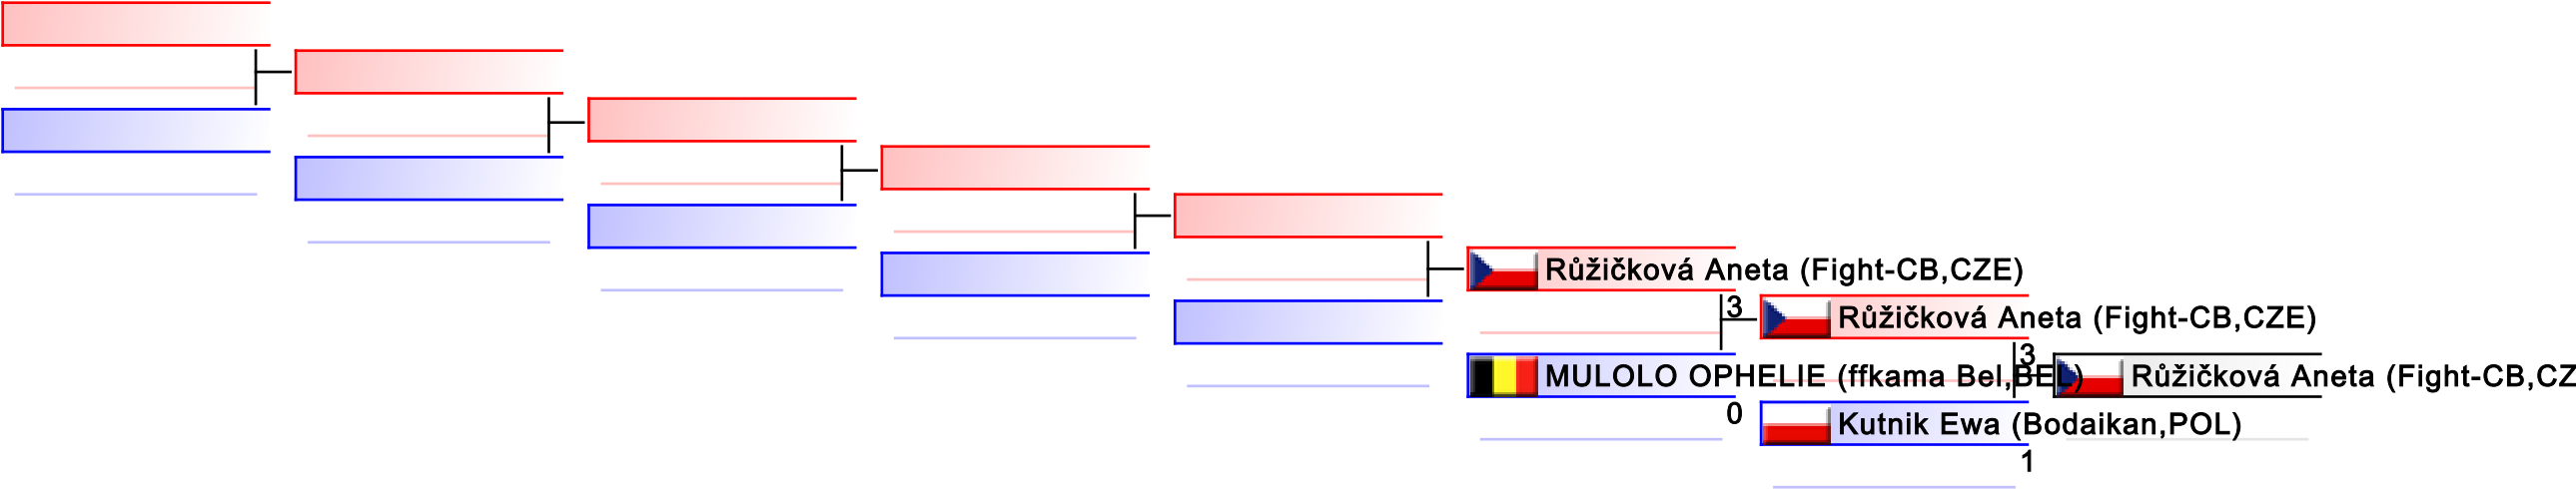 Růžičková Aneta (Fight-CB,CZE)
3
Růžičková Aneta (Fight-CB,CZE)
3
MULOLO OPHELIE (ffkama Bel,BEL)
Růžičková Aneta (Fight-CB,CZ
0
Kutnik Ewa (Bodaikan,POL)
1